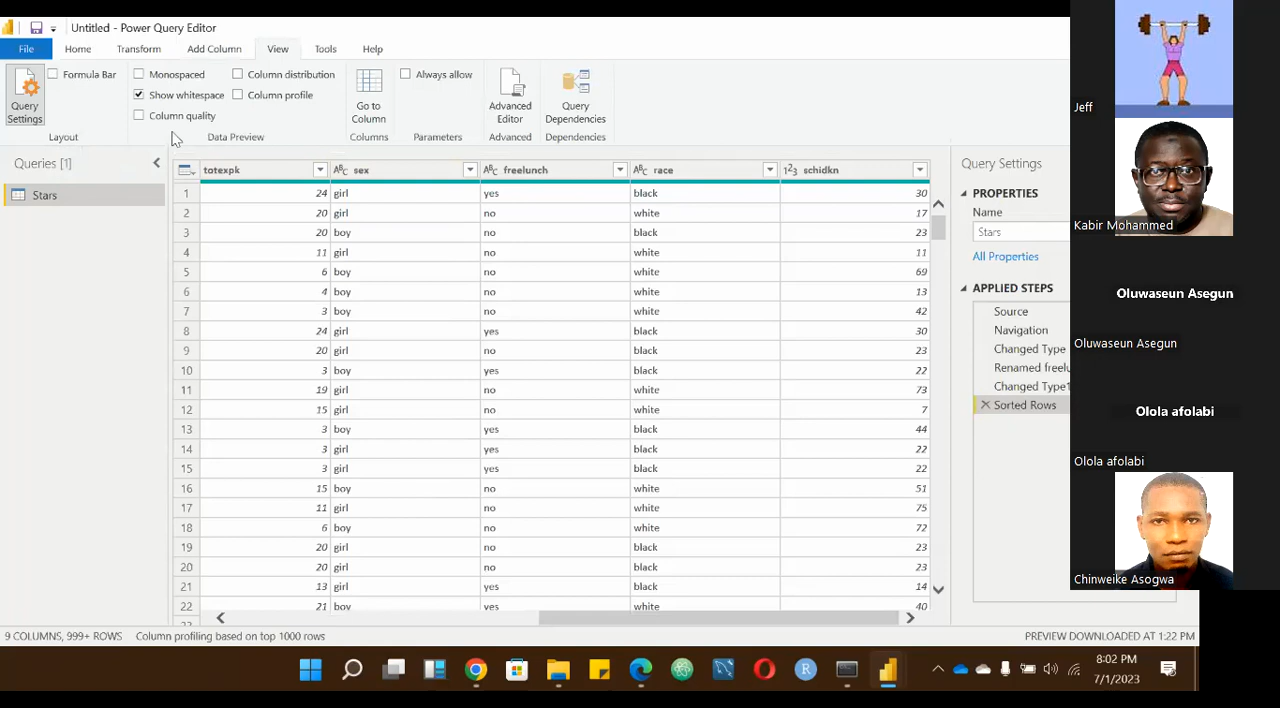 Untitled - Power Query Editor
File Home Transform Add Column View Tools Help
Query Settings
Formula Bar
Layout
Monospaced
Show whitespace
Column quality
Column distribution
Column profile
Data Preview
Go to Column
Columns
Always allow
Parameters
Advanced Editor
Advanced
Query Dependencies
Dependencies
Queries [1]
Stars
totexpk ABC sex ABC freelunch ABC race 123 schidkn
1 24 girl yes black 30
2 20 girl no white 17
3 20 boy no black 23
4 11 girl no white 11
5 6 boy no white 69
6 4 boy no white 13
7 3 boy no white 42
8 24 girl yes black 30
9 20 girl no black 23
10 3 boy yes black 22
11 19 girl no white 73
12 15 girl no white 7
13 3 boy yes black 44
14 3 girl yes black 22
15 3 girl yes black 22
16 15 boy no white 51
17 11 girl no white 75
18 6 boy no white 72
19 20 girl no black 23
20 20 girl no black 23
21 13 girl yes black 14
22 21 boy yes white 40
Query Settings
PROPERTIES
Name
Stars
All Properties
APPLIED STEPS
Source
Navigation
Changed Type
Renamed freelu
Changed Type1
Sorted Rows
Jeff
Kabir Mohammed
Oluwaseun Asegun
Oluwaseun Asegun
Olola afolabi
Olola afolabi
Chinweike Asogwa
9 COLUMNS, 999+ ROWS Column profiling based on top 1000 rows PREVIEW DOWNLOADED AT 1:22 PM
8:02 PM
7/1/2023